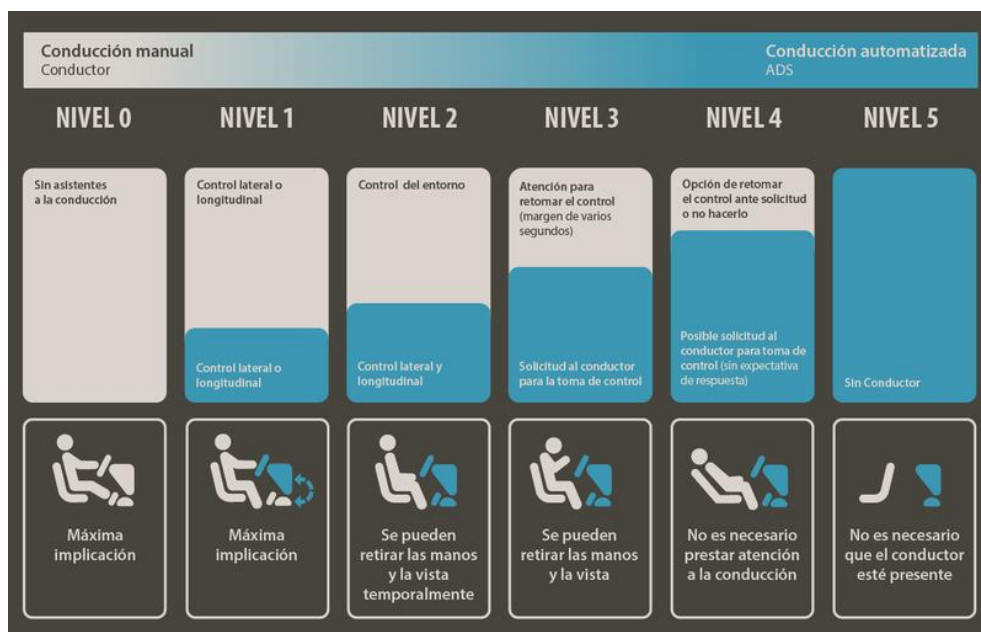 Conducción manual
Conductor
Conducción automatizada
ADS
NIVEL 0
NIVEL 1
NIVEL 2
NIVEL 3
NIVEL 4
NIVEL 5
Sin asistentes
a la conducción
Control lateral o
longitudinal
Control del entorno
Atención para
retomar el control
(margen de varios
segundos)
Opción de retomar
el control ante solicitud
o no hacerlo
Control lateral o
longitudinal
Control lateral y
longitudinal
Solicitud al conductor
para la toma de control
Posible solicitud al
conductor para toma de
control (sin expectativa
de respuesta)
Sin Conductor
Máxima
implicación
Máxima
implicación
Se pueden
retirar las manos
y la vista
temporalmente
Se pueden
retirar las manos
y la vista
No es necesario
prestar atención
a la conducción
No es necesario
que el conductor
esté presente